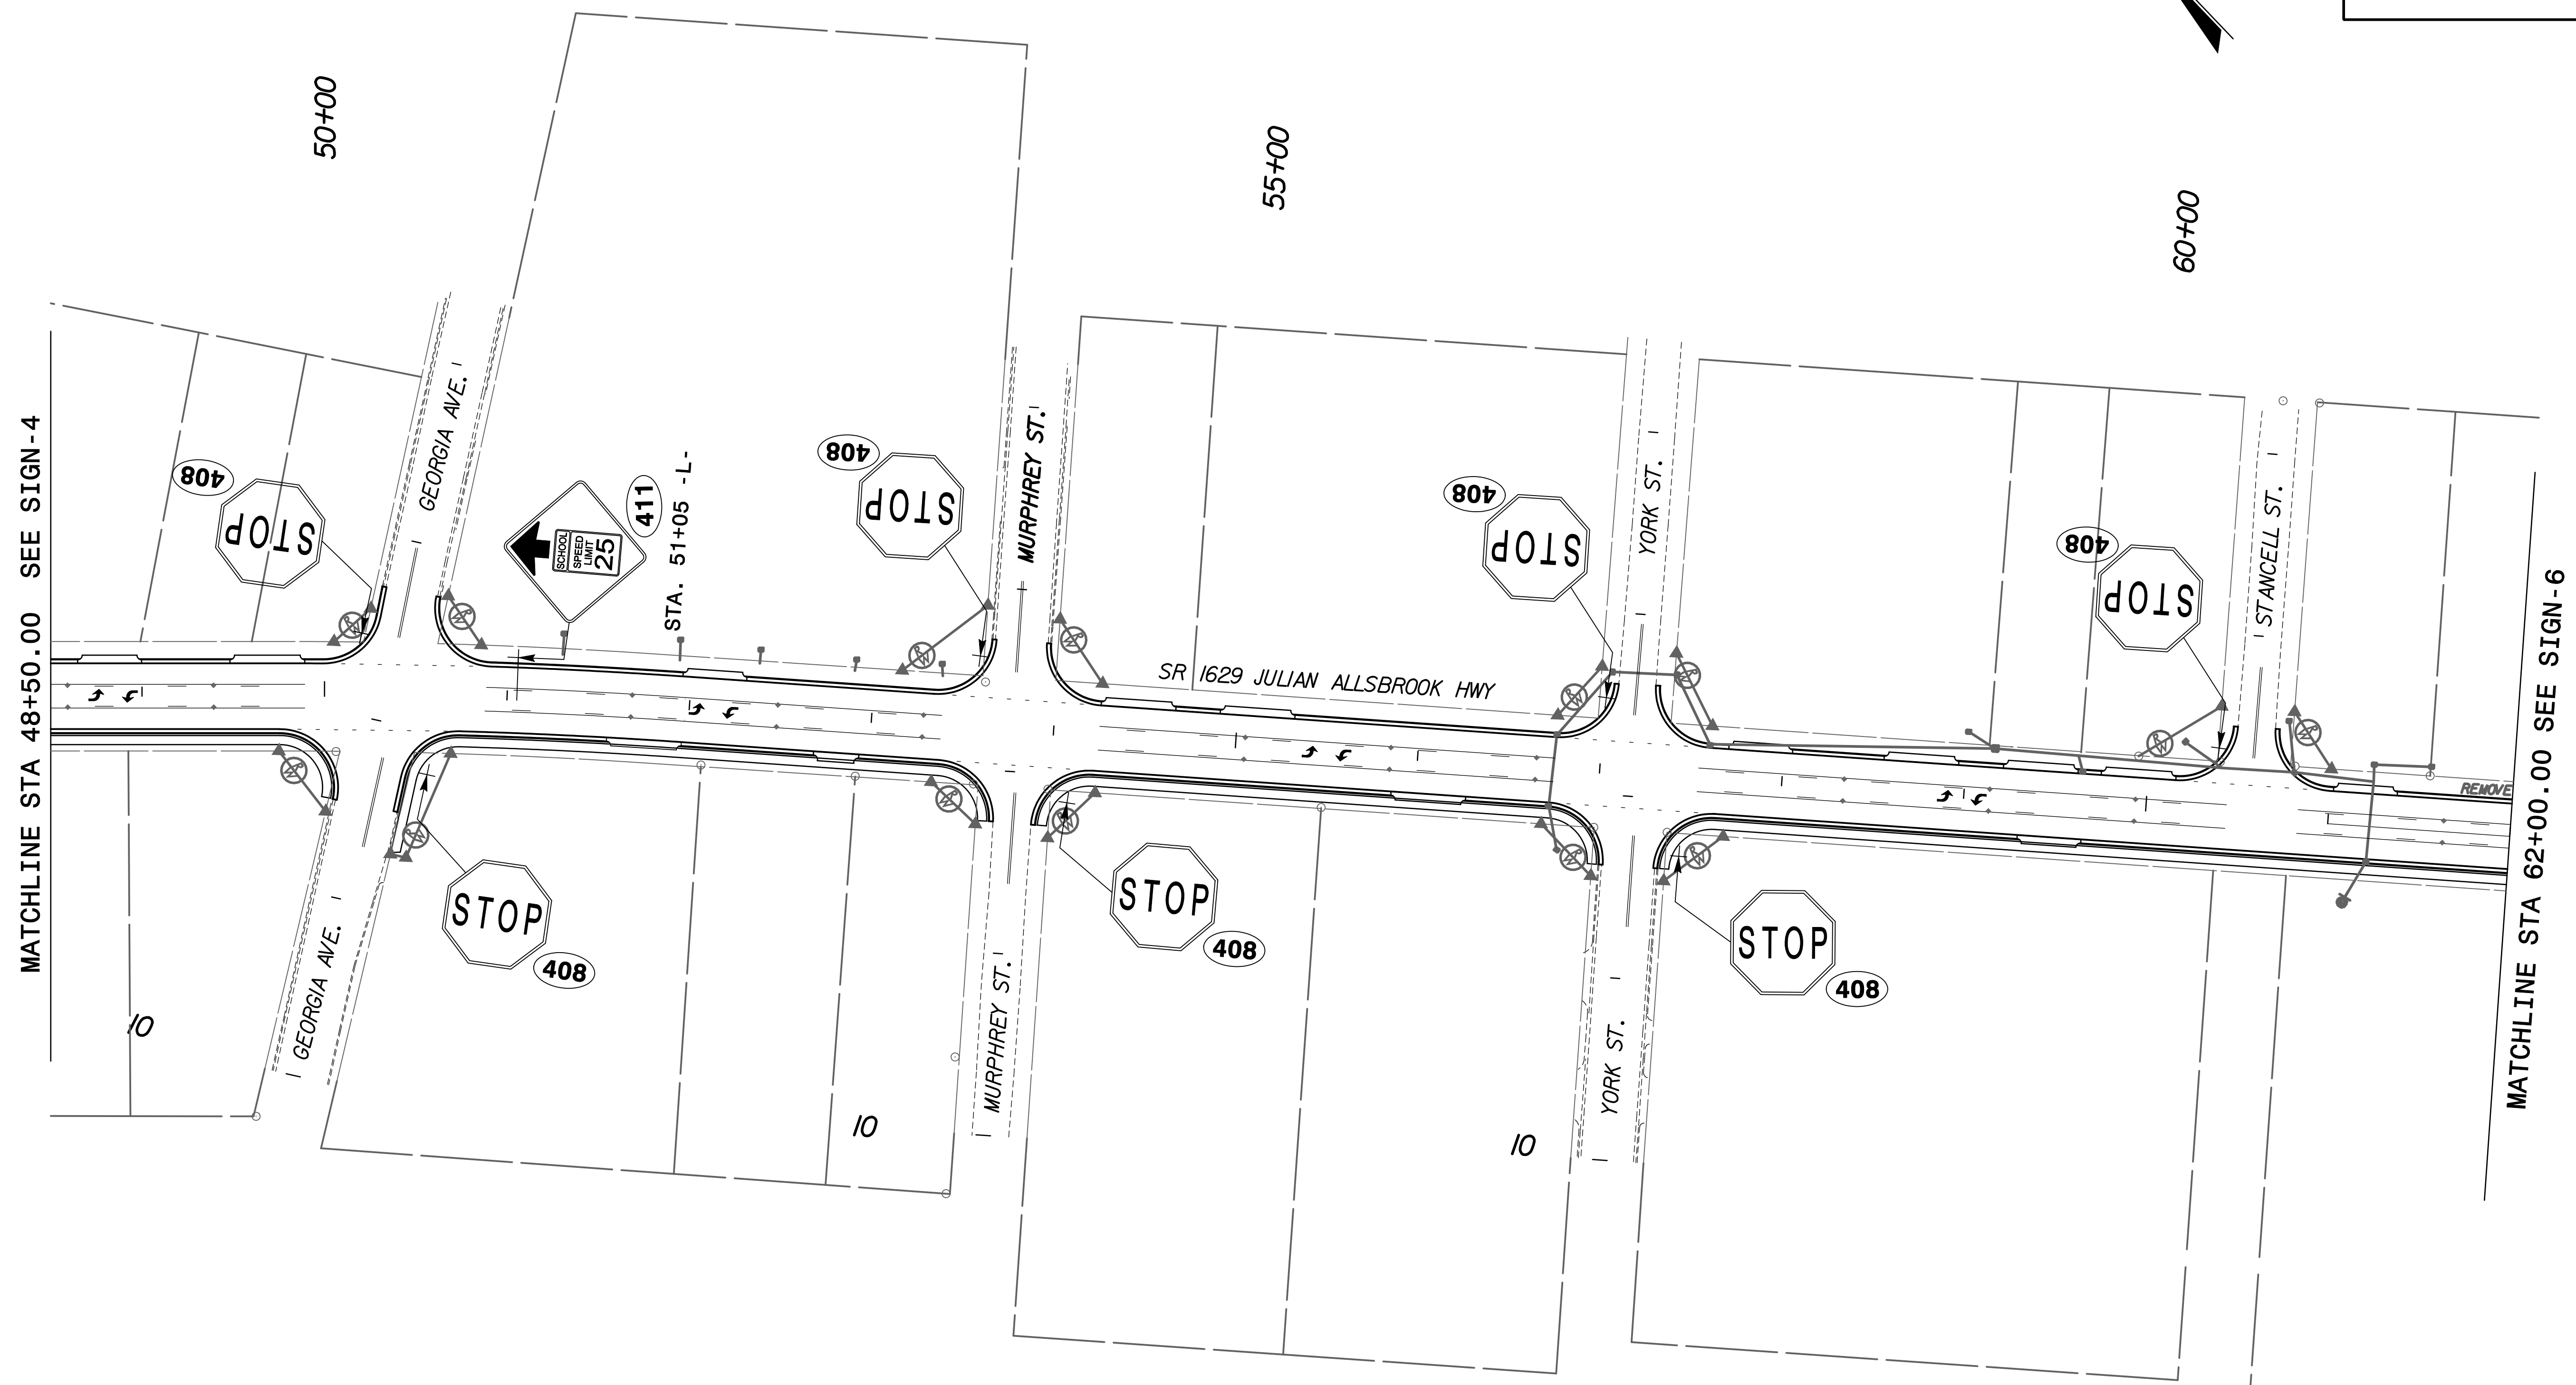 50+00
55+00
60+00
MATCHLINE STA 48+50.00 SEE SIGN-4
GEORGIA AVE.
MURPHREY ST.
YORK ST.
STANCELL ST.
408
STOP
SCHOOL
SPEED
LIMIT
25
411
STA. 51+05 -L-
408
STOP
408
STOP
408
STOP
SR 1629 JULIAN ALLSBROOK HWY
REMOVE
MATCHLINE STA 62+00.00 SEE SIGN-6
STOP
408
STOP
408
STOP
408
GEORGIA AVE.
MURPHREY ST.
YORK ST.
10
10
10